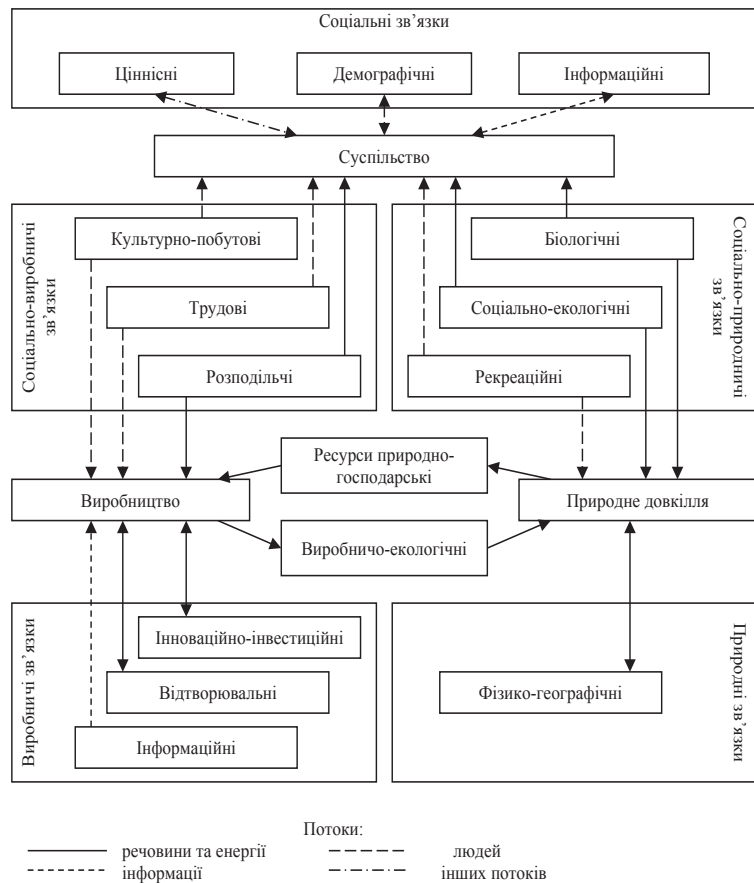 Соціальні зв’язки
Ціннісні
Демографічні
Інформаційні
Суспільство
Соціально-виробничі
зв’язки
Культурно-побутові
Трудові
Розподільчі
Біологічні
Соціально-екологічні
Рекреаційні
Соціально-природничі
зв’язки
Ресурси природно-
господарські
Виробництво
Природне довкілля
Виробничо-екологічні
Виробничі зв’язки
Інноваційно-інвестиційні
Відтворювальні
Інформаційні
Фізико-географічні
Природні зв’язки
Потоки:
речовини та енергії
людей
інформації
інших потоків